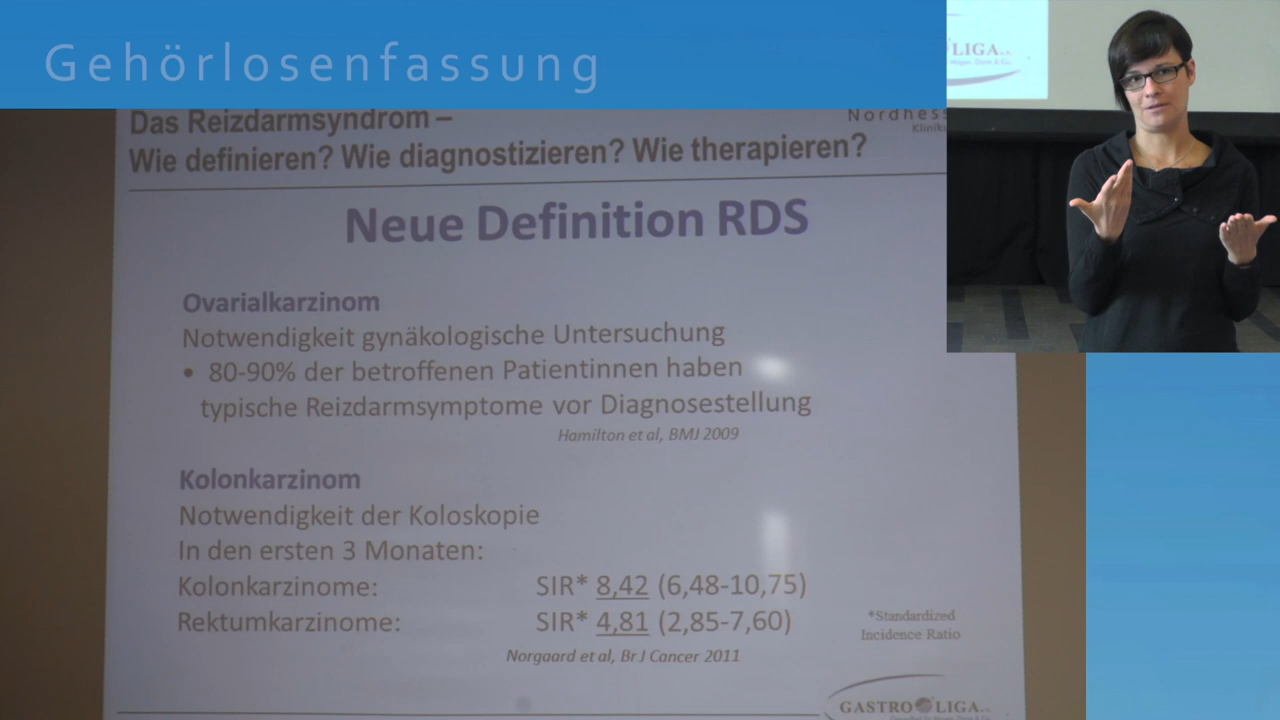 Gehörlosenfassung
Das Reizdarmsyndrom –
Wie definieren? Wie diagnostizieren? Wie therapieren?
Neue Definition RDS
Ovarialkarzinom
Notwendigkeit gynäkologische Untersuchung
• 80-90% der betroffenen Patientinnen haben
typische Reizdarmsymptome vor Diagnosestellung
Hamilton et al, BMJ 2009
Kolonkarzinom
Notwendigkeit der Koloskopie
In den ersten 3 Monaten:
Kolonkarzinome: SIR* 8,42 (6,48-10,75)
Rektumkarzinome: SIR* 4,81 (2,85-7,60)
*Standardized
Incidence Ratio
Norgaard et al, Br J Cancer 2011
GASTRO LIGA
LIGA